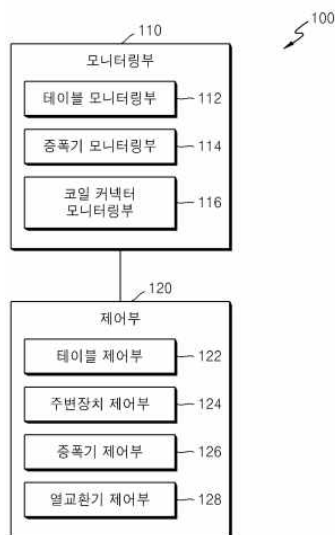 100
110
모니터링부
테이블 모니터링부
112
증폭기 모니터링부
114
코일 커넥터
모니터링부
116
120
제어부
테이블 제어부
122
주변장치 제어부
124
증폭기 제어부
126
열교환기 제어부
128